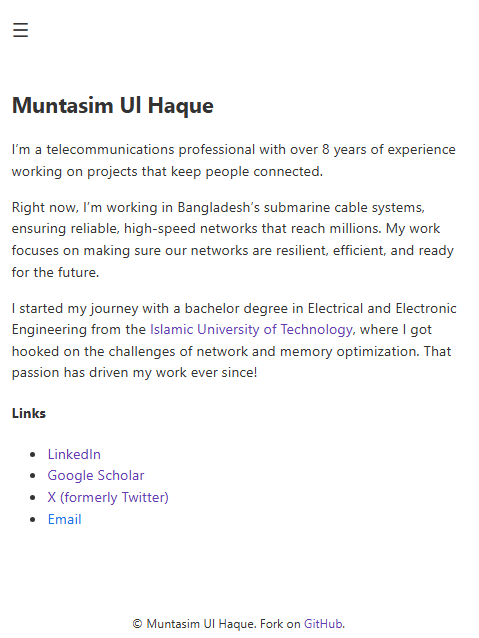 ☰
Muntasim Ul Haque
I’m a telecommunications professional with over 8 years of experience
working on projects that keep people connected.
Right now, I’m working in Bangladesh’s submarine cable systems,
ensuring reliable, high-speed networks that reach millions. My work
focuses on making sure our networks are resilient, efficient, and ready
for the future.
I started my journey with a bachelor degree in Electrical and Electronic
Engineering from the Islamic University of Technology, where I got
hooked on the challenges of network and memory optimization. That
passion has driven my work ever since!
Links
• LinkedIn
• Google Scholar
• X (formerly Twitter)
• Email
© Muntasim Ul Haque. Fork on GitHub.